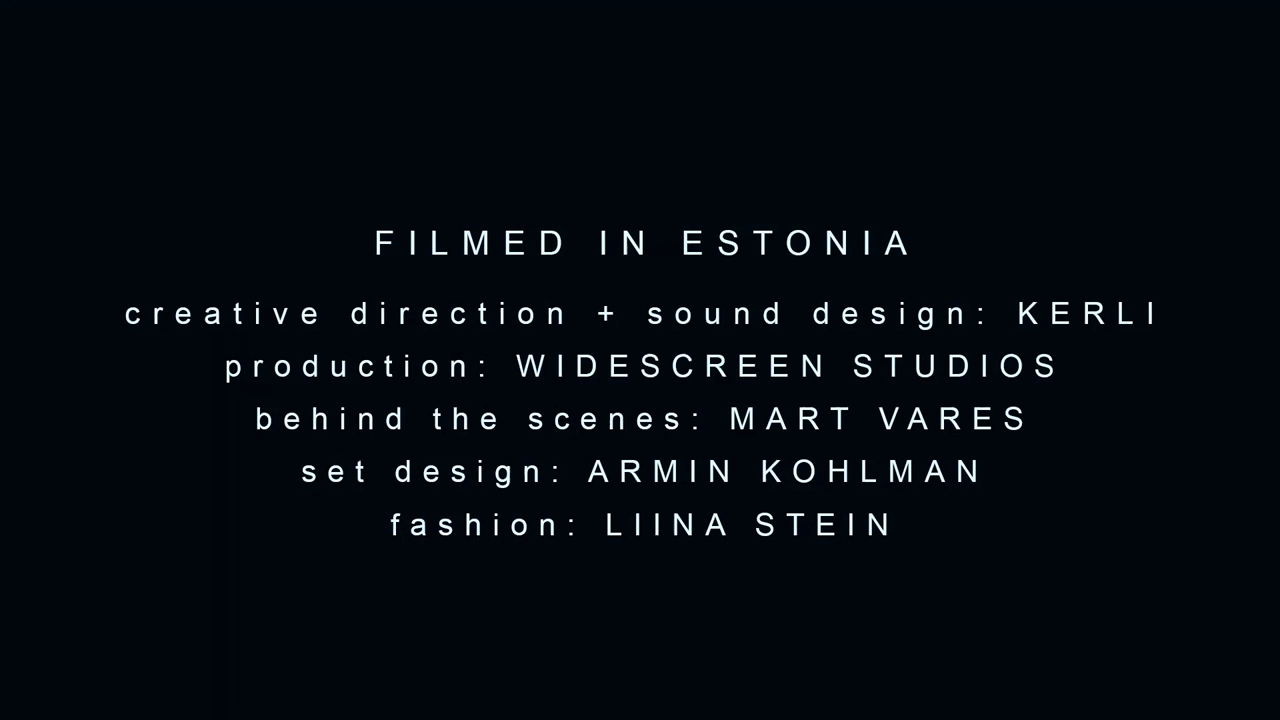 FILMED IN ESTONIA
creative direction + sound design: KERLI
production: WIDESCREEN STUDIOS
behind the scenes: MART VARES
set design: ARMIN KOHLMAN
fashion: LIINA STEIN